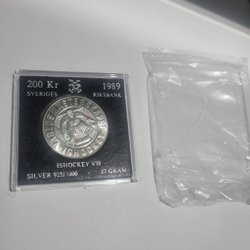 200 Kr 1989
SVERIGES RIKSBANK
ISHOCKEY VM
SILVER 925/1000 27 GRAM